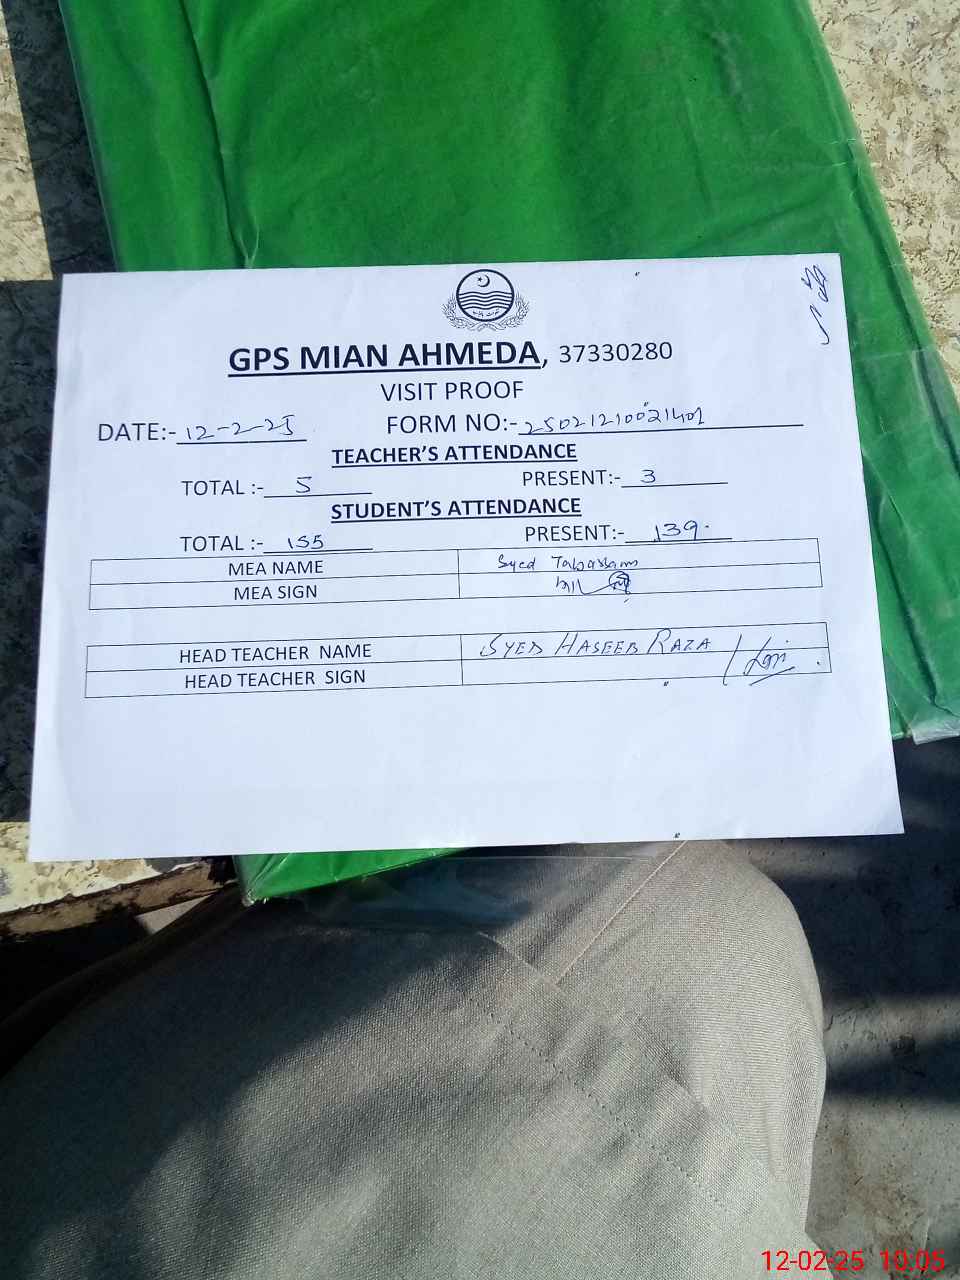 GPS MIAN AHMEDA, 37330280
VISIT PROOF
DATE:- 12-2-25 FORM NO:- 25021210021401
TEACHER'S ATTENDANCE
TOTAL :- 5 PRESENT:- 3
STUDENT'S ATTENDANCE
TOTAL :- 155 PRESENT:- 139
MEA NAME Syed Tabassam
MEA SIGN
HEAD TEACHER NAME SYED HASEEB RAZA
HEAD TEACHER SIGN
12-02-25 10:05